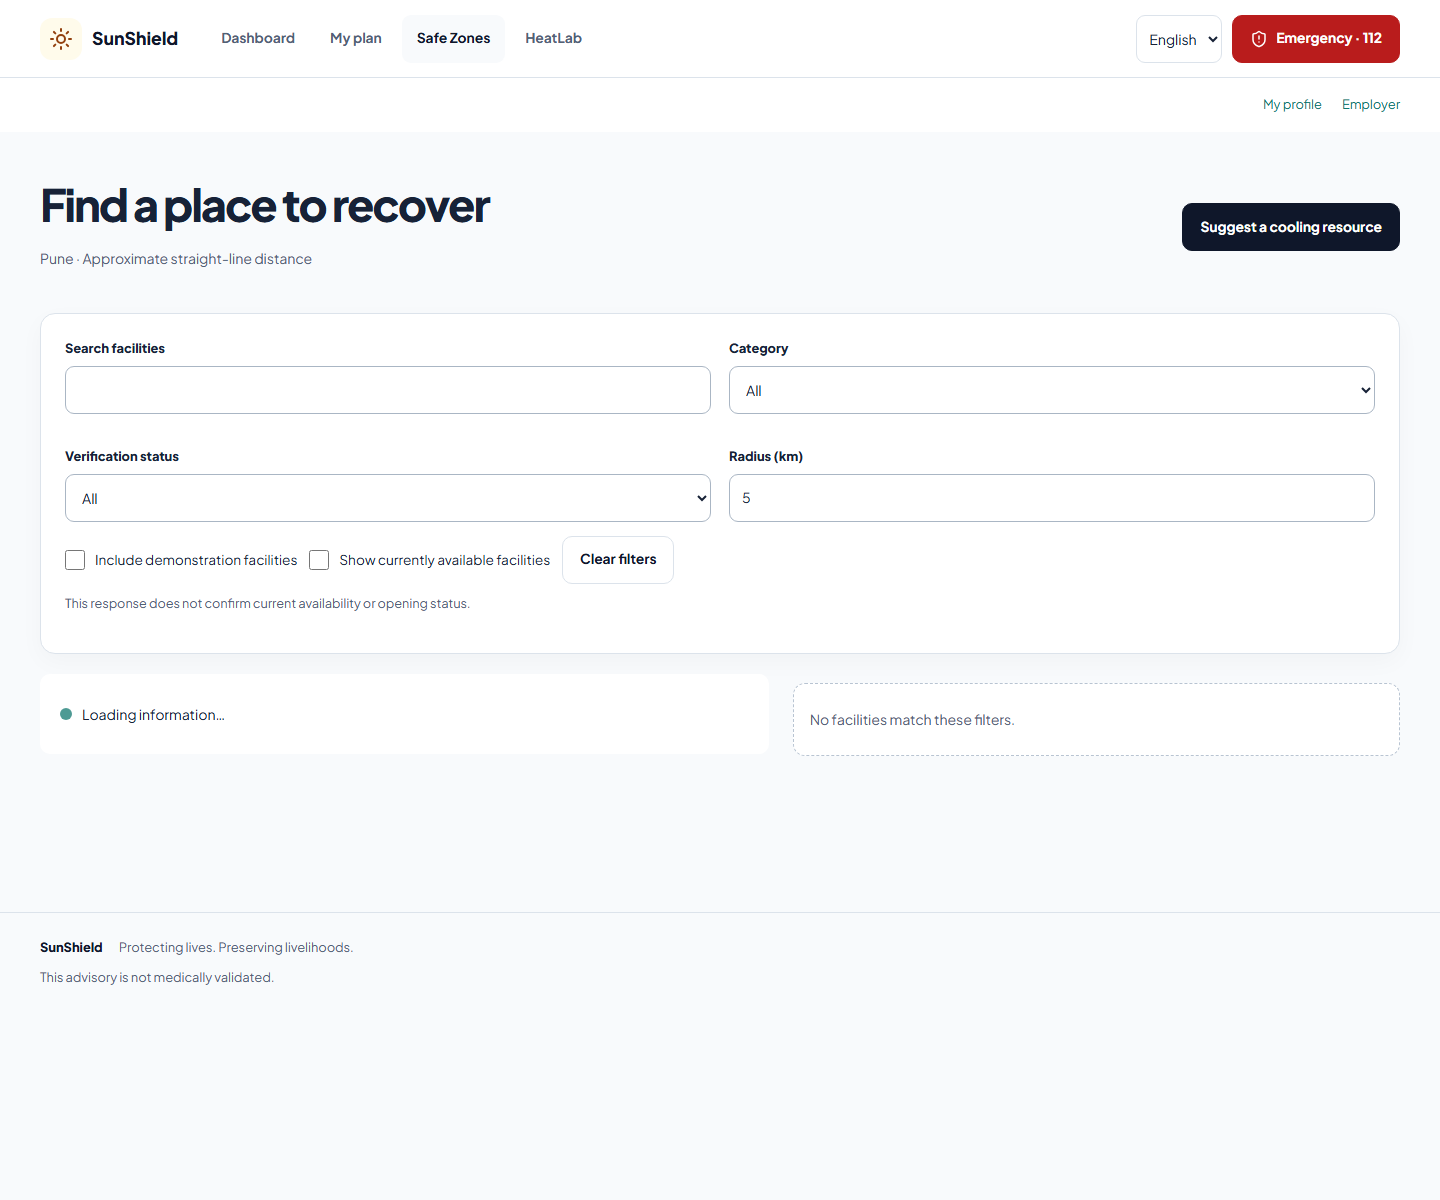 SunShield
Dashboard
My plan
Safe Zones
HeatLab
English
Emergency · 112
My profile
Employer
Find a place to recover
Pune · Approximate straight-line distance
Suggest a cooling resource
Search facilities
Category
All
Verification status
Radius (km)
All
5
Include demonstration facilities
Show currently available facilities
Clear filters
This response does not confirm current availability or opening status.
Loading information…
No facilities match these filters.
SunShield Protecting lives. Preserving livelihoods.
This advisory is not medically validated.